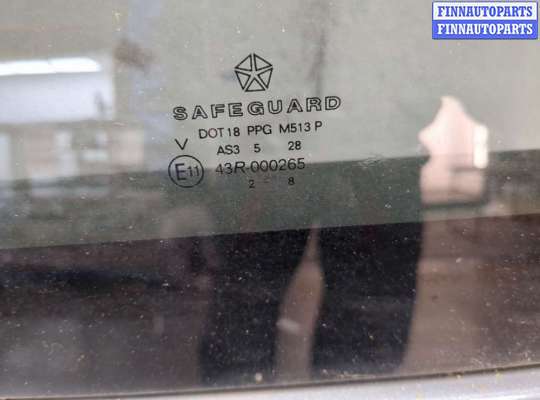 FINNAUTOPARTS
FINNAUTOPARTS
SAFEGUARD
DOT18 PPG M513 P
V AS3 5 28
E11 43R-000265
2 8